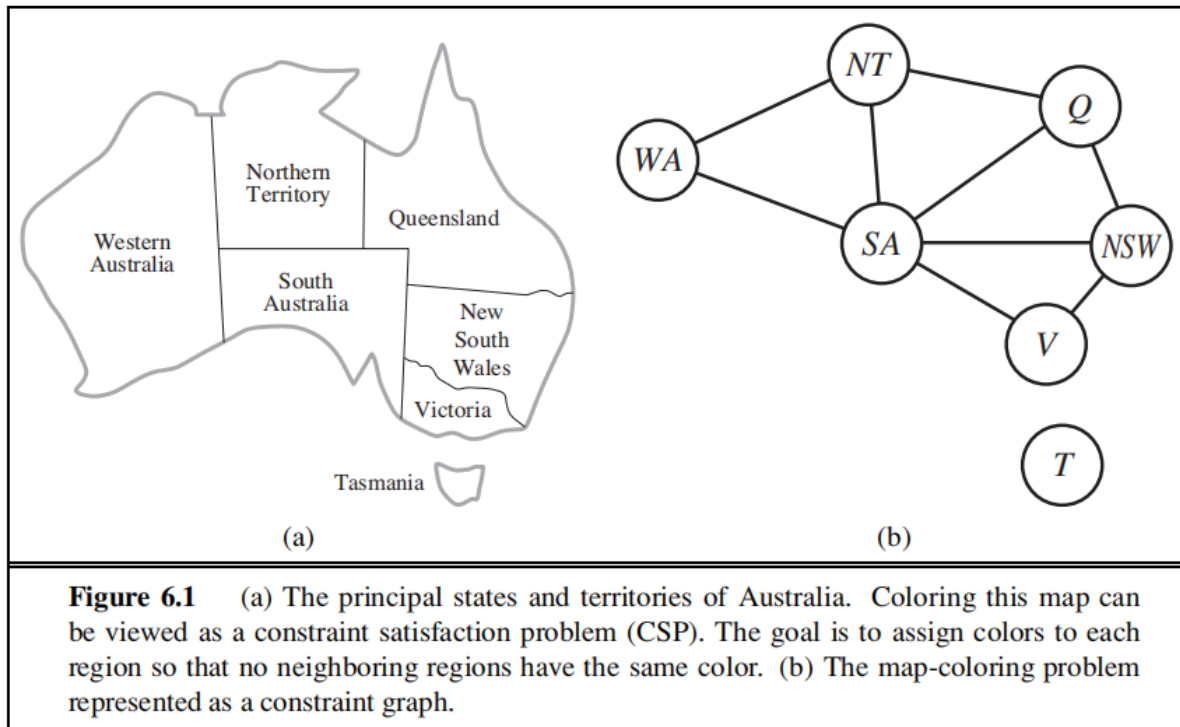 Northern
Territory
Western
Australia
Queensland
South
Australia
New
South
Wales
Victoria
Tasmania
(a)
NT
Q
WA
SA
NSW
V
T
(b)
Figure 6.1 (a) The principal states and territories of Australia. Coloring this map can
be viewed as a constraint satisfaction problem (CSP). The goal is to assign colors to each
region so that no neighboring regions have the same color. (b) The map-coloring problem
represented as a constraint graph.